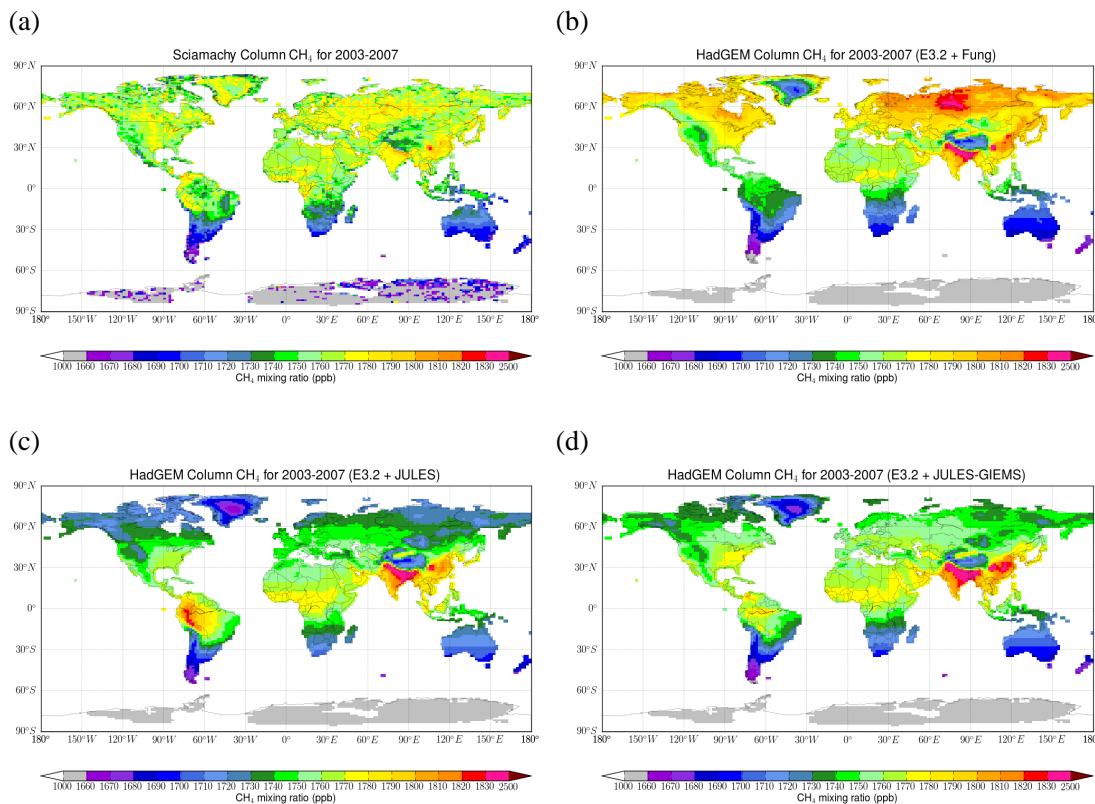 (a)
Sciamachy Column CH₄ for 2003-2007
90°N
60°N
30°N
0°
30°S
60°S
90°S
180° 150°W 120°W 90°W 60°W 30°W 0° 30°E 60°E 90°E 120°E 150°E 180°
1000 1660 1670 1680 1690 1700 1710 1720 1730 1740 1750 1760 1770 1780 1790 1800 1810 1820 1830 2500
CH₄ mixing ratio (ppb)
(b)
HadGEM Column CH₄ for 2003-2007 (E3.2 + Fung)
90°N
60°N
30°N
0°
30°S
60°S
90°S
180° 150°W 120°W 90°W 60°W 30°W 0° 30°E 60°E 90°E 120°E 150°E 180
1000 1660 1670 1680 1690 1700 1710 1720 1730 1740 1750 1760 1770 1780 1790 1800 1810 1820 1830 2500
CH₄ mixing ratio (ppb)
(c)
HadGEM Column CH₄ for 2003-2007 (E3.2 + JULES)
90°N
60°N
30°N
0°
30°S
60°S
90°S
180° 150°W 120°W 90°W 60°W 30°W 0° 30°E 60°E 90°E 120°E 150°E 180°
1000 1660 1670 1680 1690 1700 1710 1720 1730 1740 1750 1760 1770 1780 1790 1800 1810 1820 1830 2500
CH₄ mixing ratio (ppb)
(d)
HadGEM Column CH₄ for 2003-2007 (E3.2 + JULES-GIEMS)
90°N
60°N
30°N
0°
30°S
60°S
90°S
180° 150°W 120°W 90°W 60°W 30°W 0° 30°E 60°E 90°E 120°E 150°E 180
1000 1660 1670 1680 1690 1700 1710 1720 1730 1740 1750 1760 1770 1780 1790 1800 1810 1820 1830 2500
CH₄ mixing ratio (ppb)